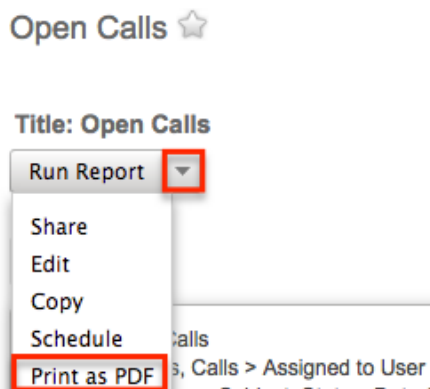 Open Calls
Title: Open Calls
Run Report
Share
Edit
Copy
Schedule
Calls
Print as PDF
, Calls > Assigned to User